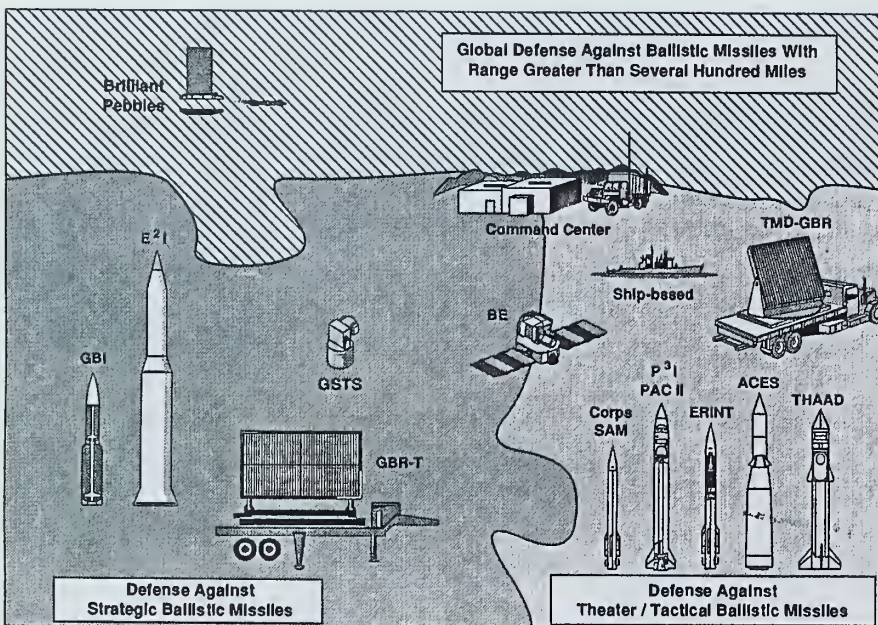 Global Defense Against Ballistic Missiles With
Range Greater Than Several Hundred Miles
Brilliant
Pebbles
Command Center
TMD-GBR
Ship-based
E²I
BE
GBI
GSTS
P³I
PAC II
ACES
Corps
SAM
ERINT
THAAD
GBR-T
Defense Against
Strategic Ballistic Missiles
Defense Against
Theater / Tactical Ballistic Missiles